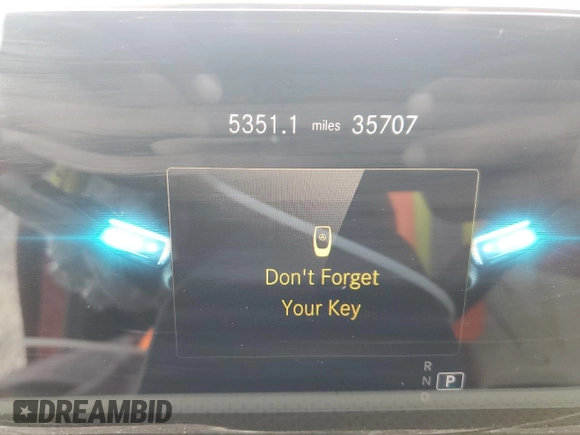 5351.1 miles 35707
Don't Forget
Your Key
R
N P
D
DREAMBID